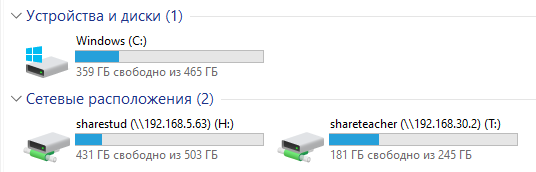 Устройства и диски (1)
Windows (C:)
359 ГБ свободно из 465 ГБ
Сетевые расположения (2)
sharestud (\\192.168.5.63) (H:)
431 ГБ свободно из 503 ГБ
shareteacher (\\192.168.30.2) (T:)
181 ГБ свободно из 245 ГБ